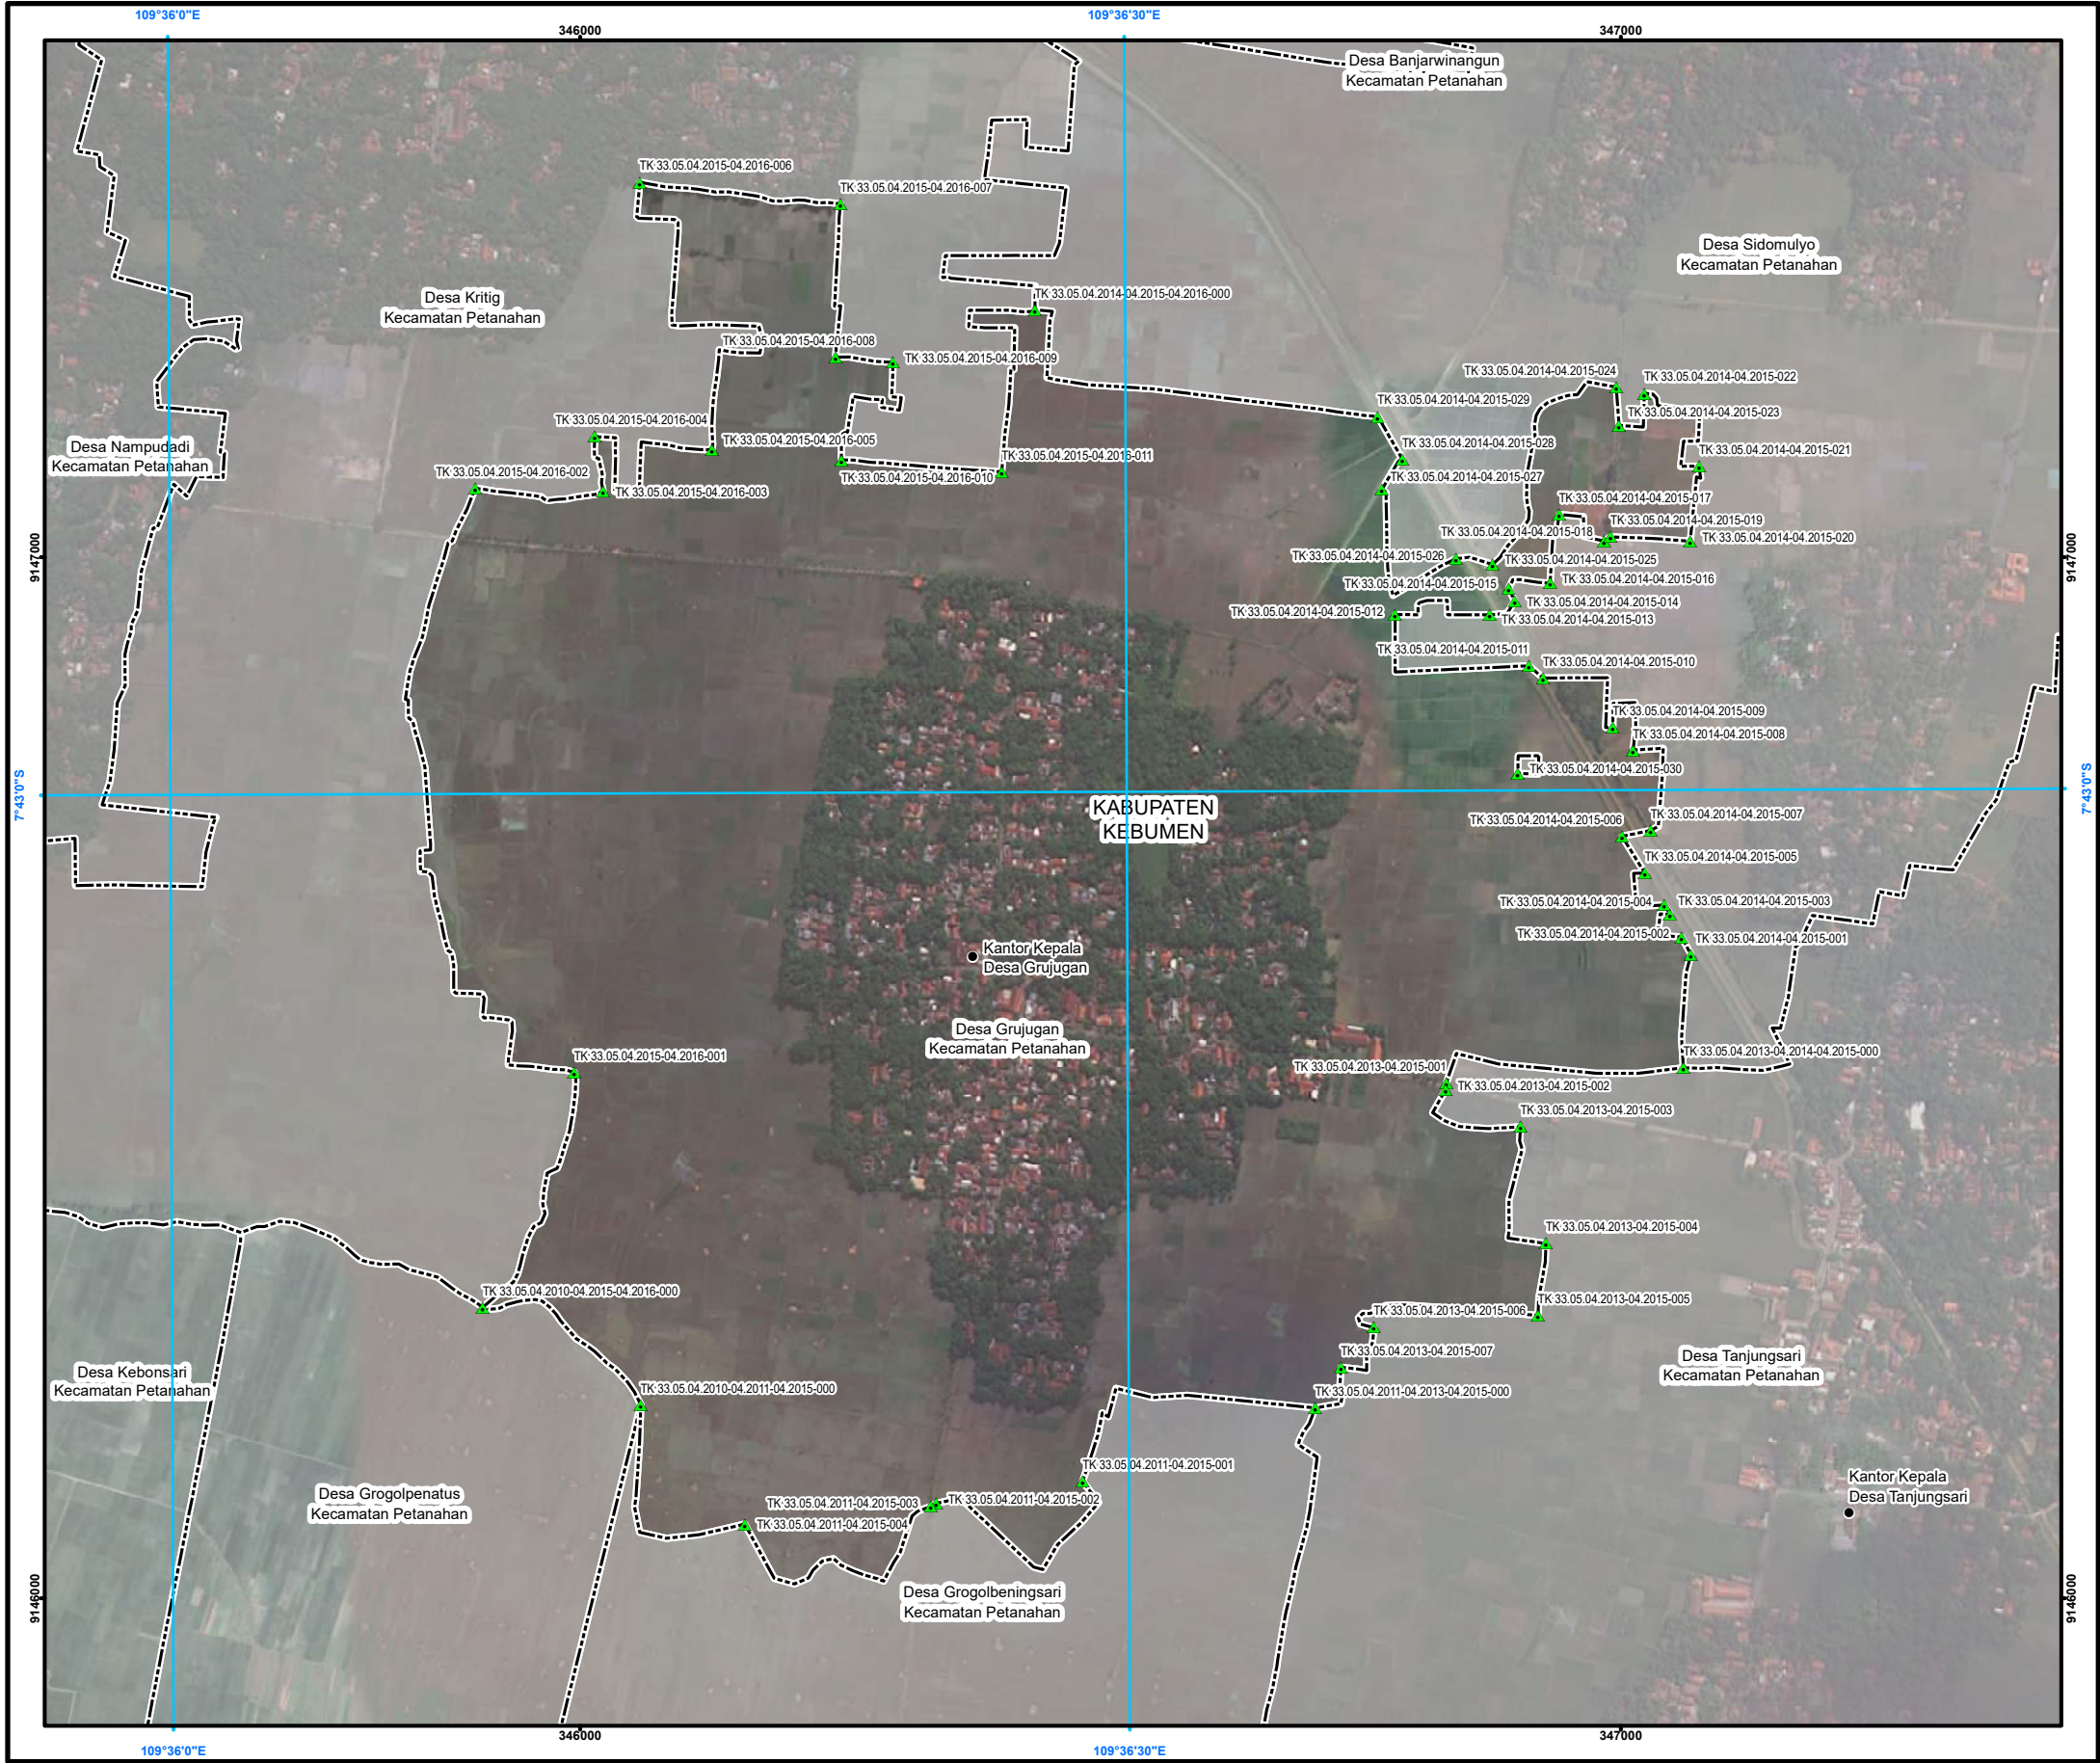 109°36'0"E
109°36'30"E
346000
347000
Desa Banjarwinangun
Kecamatan Petanahan
TK 33.05.04.2015-04.2016-006
TK 33.05.04.2015-04.2016-007
Desa Sidomulyo
Kecamatan Petanahan
Desa Kritig
Kecamatan Petanahan
TK 33.05.04.2014-04.2015-04.2016-000
TK 33.05.04.2015-04.2016-008
TK 33.05.04.2015-04.2016-009
TK 33.05.04.2014-04.2015-024
TK 33.05.04.2014-04.2015-022
TK 33.05.04.2014-04.2015-029
TK 33.05.04.2014-04.2015-023
TK 33.05.04.2015-04.2016-004
TK 33.05.04.2015-04.2016-005
TK 33.05.04.2014-04.2015-028
TK 33.05.04.2014-04.2015-021
Desa Nampudadi
Kecamatan Petanahan
TK 33.05.04.2015-04.2016-011
TK 33.05.04.2015-04.2016-002
TK 33.05.04.2015-04.2016-010
TK 33.05.04.2014-04.2015-027
TK 33.05.04.2015-04.2016-003
TK 33.05.04.2014-04.2015-017
TK 33.05.04.2014-04.2015-019
TK 33.05.04.2014-04.2015-018
TK 33.05.04.2014-04.2015-020
TK 33.05.04.2014-04.2015-026
TK 33.05.04.2014-04.2015-025
9147000
9147000
TK 33.05.04.2014-04.2015-015
TK 33.05.04.2014-04.2015-016
TK 33.05.04.2014-04.2015-014
TK 33.05.04.2014-04.2015-012
TK 33.05.04.2014-04.2015-013
TK 33.05.04.2014-04.2015-011
TK 33.05.04.2014-04.2015-010
TK 33.05.04.2014-04.2015-009
TK 33.05.04.2014-04.2015-008
TK 33.05.04.2014-04.2015-030
7°43'0"S
7°43'0"S
KABUPATEN
KEBUMEN
TK 33.05.04.2014-04.2015-006
TK 33.05.04.2014-04.2015-007
TK 33.05.04.2014-04.2015-005
TK 33.05.04.2014-04.2015-004
TK 33.05.04.2014-04.2015-003
TK 33.05.04.2014-04.2015-002
TK 33.05.04.2014-04.2015-001
Kantor Kepala
Desa Grujugan
Desa Grujugan
Kecamatan Petanahan
TK 33.05.04.2015-04.2016-001
TK 33.05.04.2013-04.2014-04.2015-000
TK 33.05.04.2013-04.2015-001
TK 33.05.04.2013-04.2015-002
TK 33.05.04.2013-04.2015-003
TK 33.05.04.2013-04.2015-004
TK 33.05.04.2010-04.2015-04.2016-000
TK 33.05.04.2013-04.2015-005
TK 33.05.04.2013-04.2015-006
TK 33.05.04.2013-04.2015-007
Desa Tanjungsari
Kecamatan Petanahan
Desa Kebonsari
Kecamatan Petanahan
TK 33.05.04.2010-04.2011-04.2015-000
TK 33.05.04.2011-04.2013-04.2015-000
TK 33.05.04.2011-04.2015-001
Kantor Kepala
Desa Tanjungsari
Desa Grogolpenatus
Kecamatan Petanahan
TK 33.05.04.2011-04.2015-003
TK 33.05.04.2011-04.2015-002
TK 33.05.04.2011-04.2015-004
Desa Grogolbeningsari
Kecamatan Petanahan
9146000
9146000
346000
347000
109°36'0"E
109°36'30"E